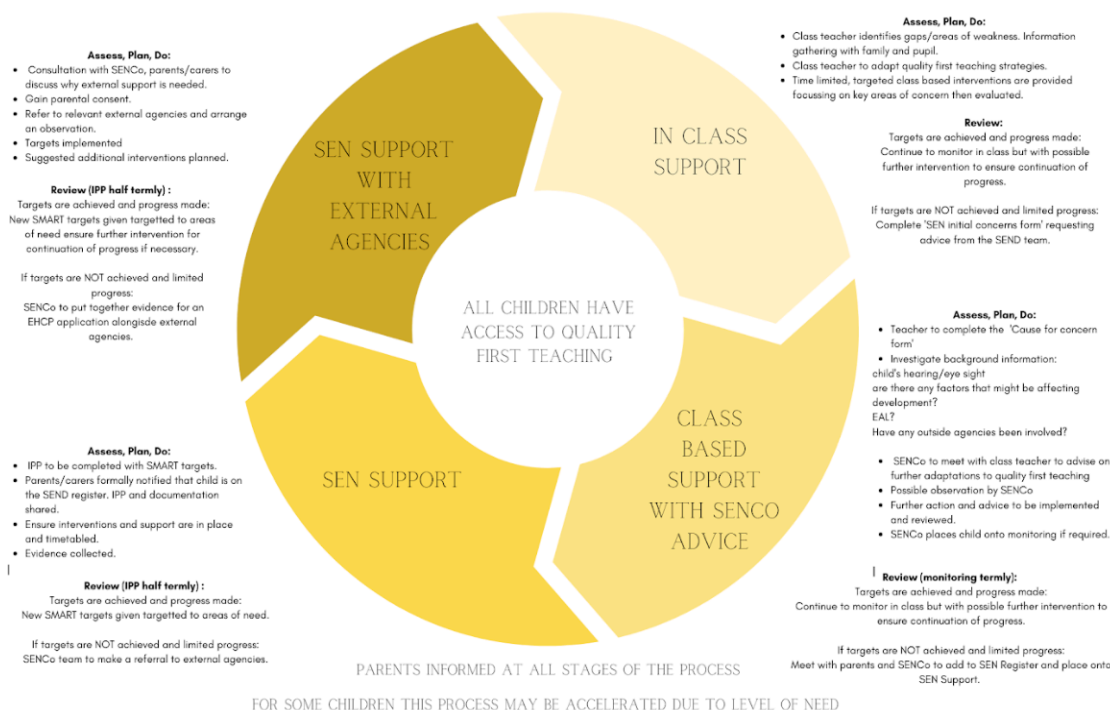 Assess, Plan, Do:
• Class teacher identifies gaps/areas of weakness. Information
gathering with family and pupil.
• Class teacher to adapt quality first teaching strategies.
• Time limited, targeted class based interventions are provided
focussing on key areas of concern then evaluated.
Review:
Targets are achieved and progress made:
Continue to monitor in class but with possible
further intervention to ensure continuation of
progress.
If targets are NOT achieved and limited progress:
Complete 'SEN initial concerns form' requesting
advice from the SEND team.
IN CLASS
SUPPORT
Assess, Plan, Do:
• Teacher to complete the 'Cause for concern
form'
• Investigate background information:
child's hearing/eye sight
are there any factors that might be affecting
development?
EAL?
Have any outside agencies been involved?
• SENCo to meet with class teacher to advise on
further adaptations to quality first teaching
• Possible observation by SENCo
• Further action and advice to be implemented
and reviewed.
• SENCo places child onto monitoring if required.
Review (monitoring termly):
Targets are achieved and progress made:
Continue to monitor in class but with possible further intervention to
ensure continuation of progress.
If targets are NOT achieved and limited progress:
Meet with parents and SENCo to add to SEN Register and place onto
SEN Support.
CLASS
BASED
SUPPORT
WITH SENCO
ADVICE
Assess, Plan, Do:
• IPP to be completed with SMART targets.
• Parents/carers formally notified that child is on
the SEND register. IPP and documentation
shared.
• Ensure interventions and support are in place
and timetabled.
• Evidence collected.
Review (IPP half termly) :
Targets are achieved and progress made:
New SMART targets given targetted to areas of need.
If targets are NOT achieved and limited progress:
SENCo team to make a referral to external agencies.
SEN SUPPORT
Assess, Plan, Do:
• Consultation with SENCo, parents/carers to
discuss why external support is needed.
• Gain parental consent.
• Refer to relevant external agencies and arrange
an observation.
• Targets implemented
• Suggested additional interventions planned.
Review (IPP half termly) :
Targets are achieved and progress made:
New SMART targets given targetted to areas
of need ensure further intervention for
continuation of progress if necessary.
If targets are NOT achieved and limited
progress:
SENCo to put together evidence for an
EHCP application alongisde external
agencies.
SEN SUPPORT
WITH
EXTERNAL
AGENCIES
ALL CHILDREN HAVE
ACCESS TO QUALITY
FIRST TEACHING
PARENTS INFORMED AT ALL STAGES OF THE PROCESS
FOR SOME CHILDREN THIS PROCESS MAY BE ACCELERATED DUE TO LEVEL OF NEED